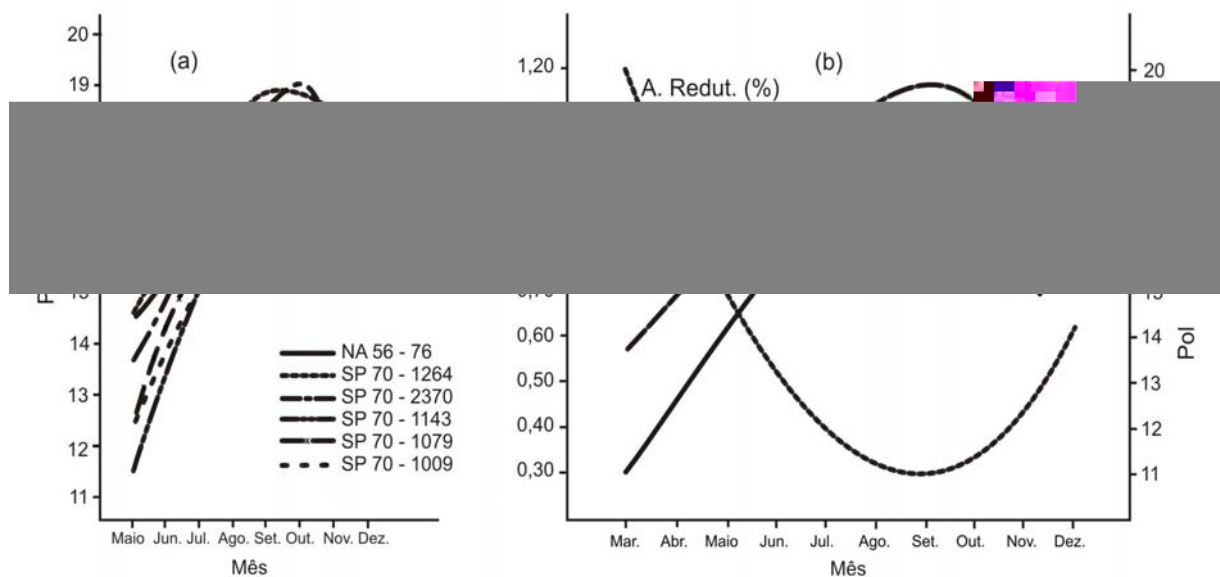 (a)
20
19
14
13
12
11
NA 56 - 76
SP 70 - 1264
SP 70 - 2370
SP 70 - 1143
SP 70 - 1079
SP 70 - 1009
Maio Jun. Jul. Ago. Set. Out. Nov. Dez.
Mês
(b)
1,20
A. Redut. (%)
0,60
0,50
0,40
0,30
20
14
13
12
11
Pol
Mar. Abr. Maio Jun. Jul. Ago. Set. Out. Nov. Dez.
Mês